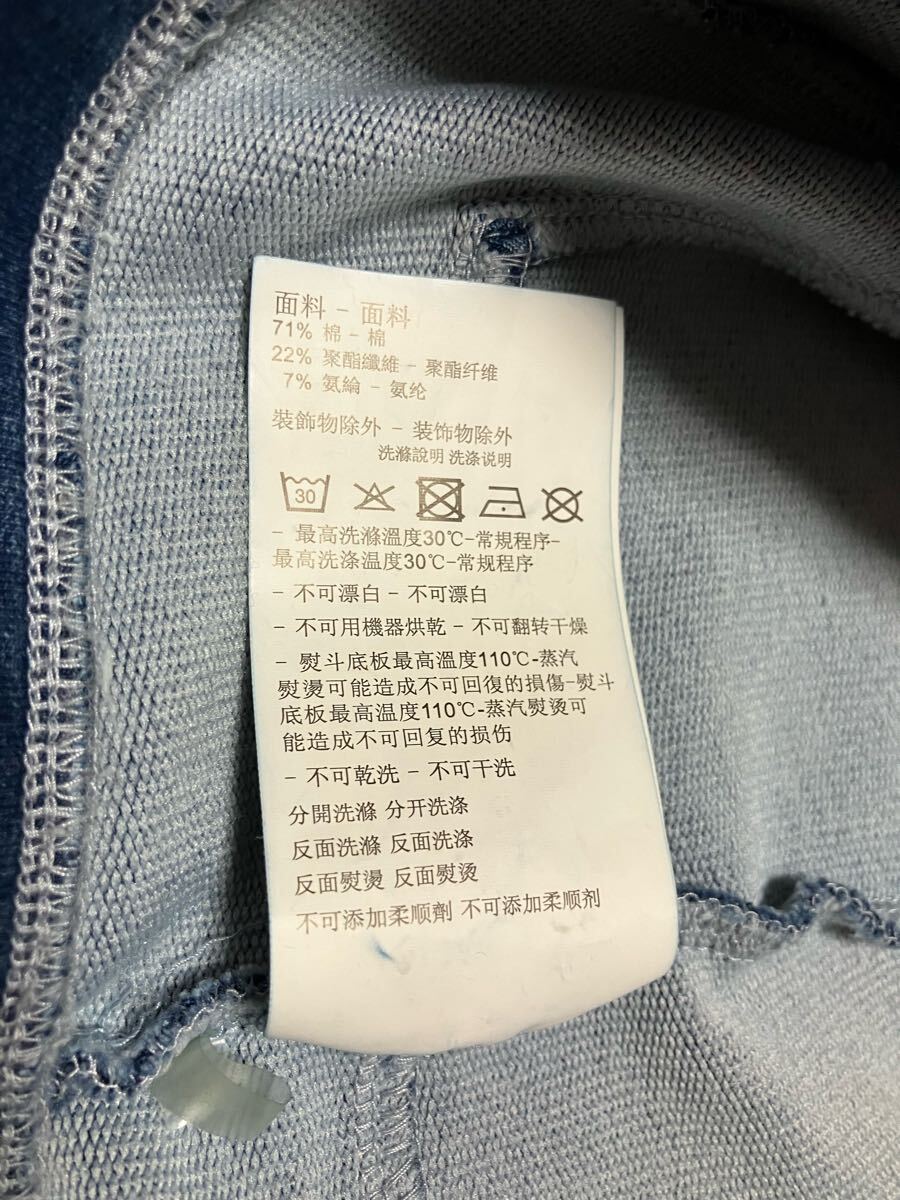 面料 - 面料
71% 棉 - 棉
22% 聚酯纖維 - 聚酯纤维
7% 氨綸 - 氨纶
裝飾物除外 - 装饰物除外
洗滌說明 洗涤说明
30
- 最高洗滌溫度30℃-常規程序-
最高洗涤温度30℃-常规程序
- 不可漂白 - 不可漂白
- 不可用機器烘乾 - 不可翻转干燥
- 熨斗底板最高溫度110℃-蒸汽
熨燙可能造成不可回復的損傷-熨斗
底板最高温度110℃-蒸汽熨烫可
能造成不可回复的损伤
- 不可乾洗 - 不可干洗
分開洗滌 分开洗涤
反面洗滌 反面洗涤
反面熨燙 反面熨烫
不可添加柔順劑 不可添加柔顺剂